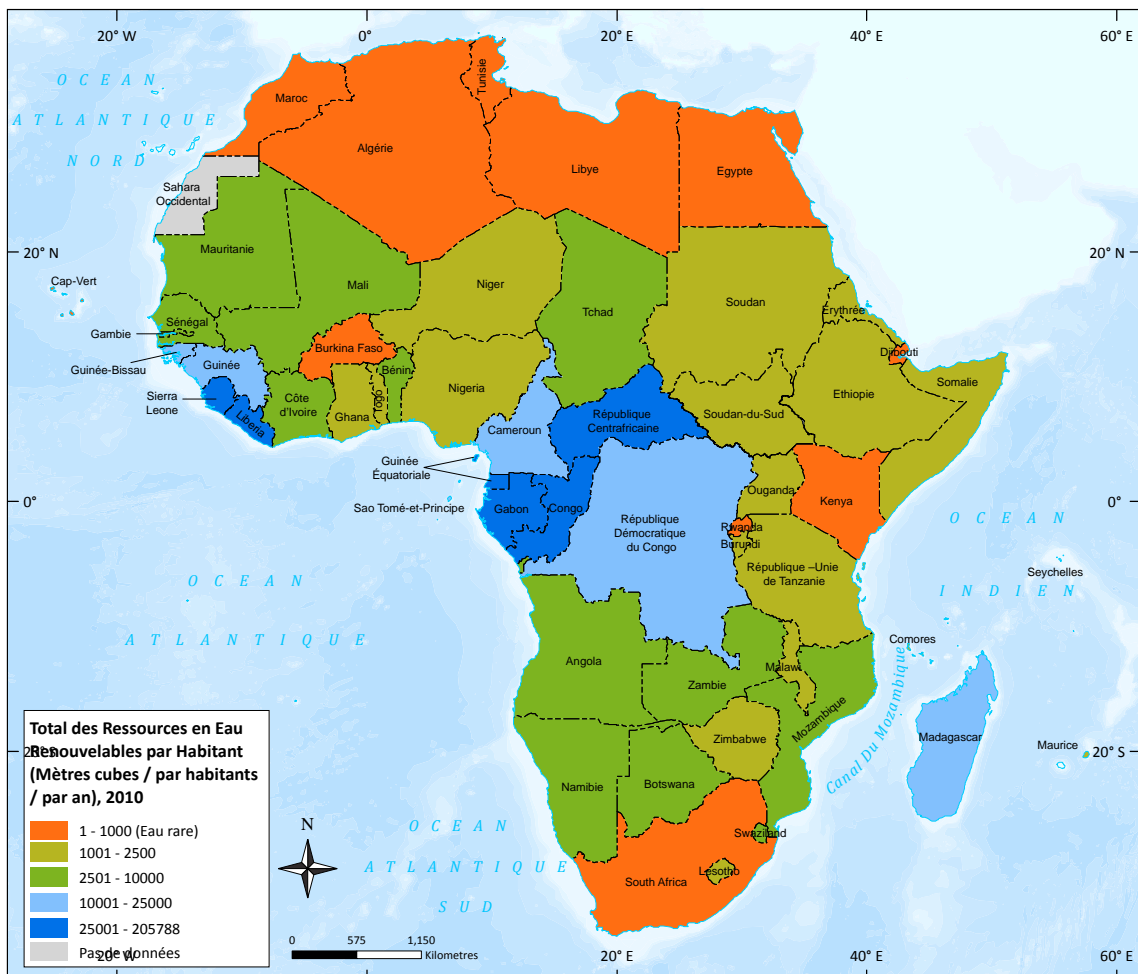 20° W
0°
20° E
40° E
60° E
OCEAN
ATLANTIQUE
NORD
Maroc
Tunisie
Algérie
Libye
Egypte
Sahara
Occidental
20° N
20° N
Mauritanie
Mali
Niger
Tchad
Soudan
Erythrée
Cap-Vert
Sénégal
Gambie
Guinée-Bissau
Guinée
Sierra
Leone
Liberia
Côte
d'Ivoire
Burkina Faso
Ghana
Togo
Bénin
Nigeria
Cameroun
République
Centrafricaine
Soudan-du-Sud
Ethiopie
Djibouti
Somalie
Guinée
Équatoriale
Sao Tomé-et-Principe
0°
0°
Gabon
Congo
République
Démocratique
du Congo
Ouganda
Kenya
Rwanda
Burundi
République –Unie
de Tanzanie
OCEAN
INDIEN
Seychelles
Comores
OCEAN
ATLANTIQUE
Angola
Zambie
Malawi
Mozambique
Canal Du Mozambique
Madagascar
Maurice
20° S
20° S
Zimbabwe
Botswana
Namibie
Swaziland
Lesotho
South Africa
OCEAN
ATLANTIQUE
SUD
Total des Ressources en Eau
Renouvelables par Habitant
(Mètres cubes / par habitants
/ par an), 2010
1 - 1000 (Eau rare)
1001 - 2500
2501 - 10000
10001 - 25000
25001 - 205788
Pas de données
N
0 575 1,150
Kilometres
20° W
0°
20° E
40° E
60° E